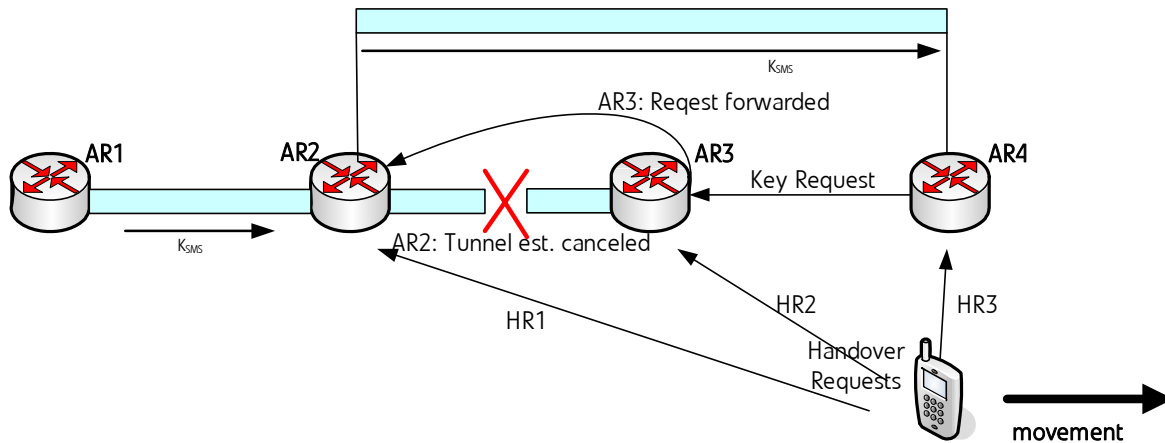 K_SMS
AR3: Reqest forwarded
AR1
AR2
AR3
AR4
Key Request
K_SMS
AR2: Tunnel est. canceled
HR1
HR2
HR3
Handover
Requests
movement